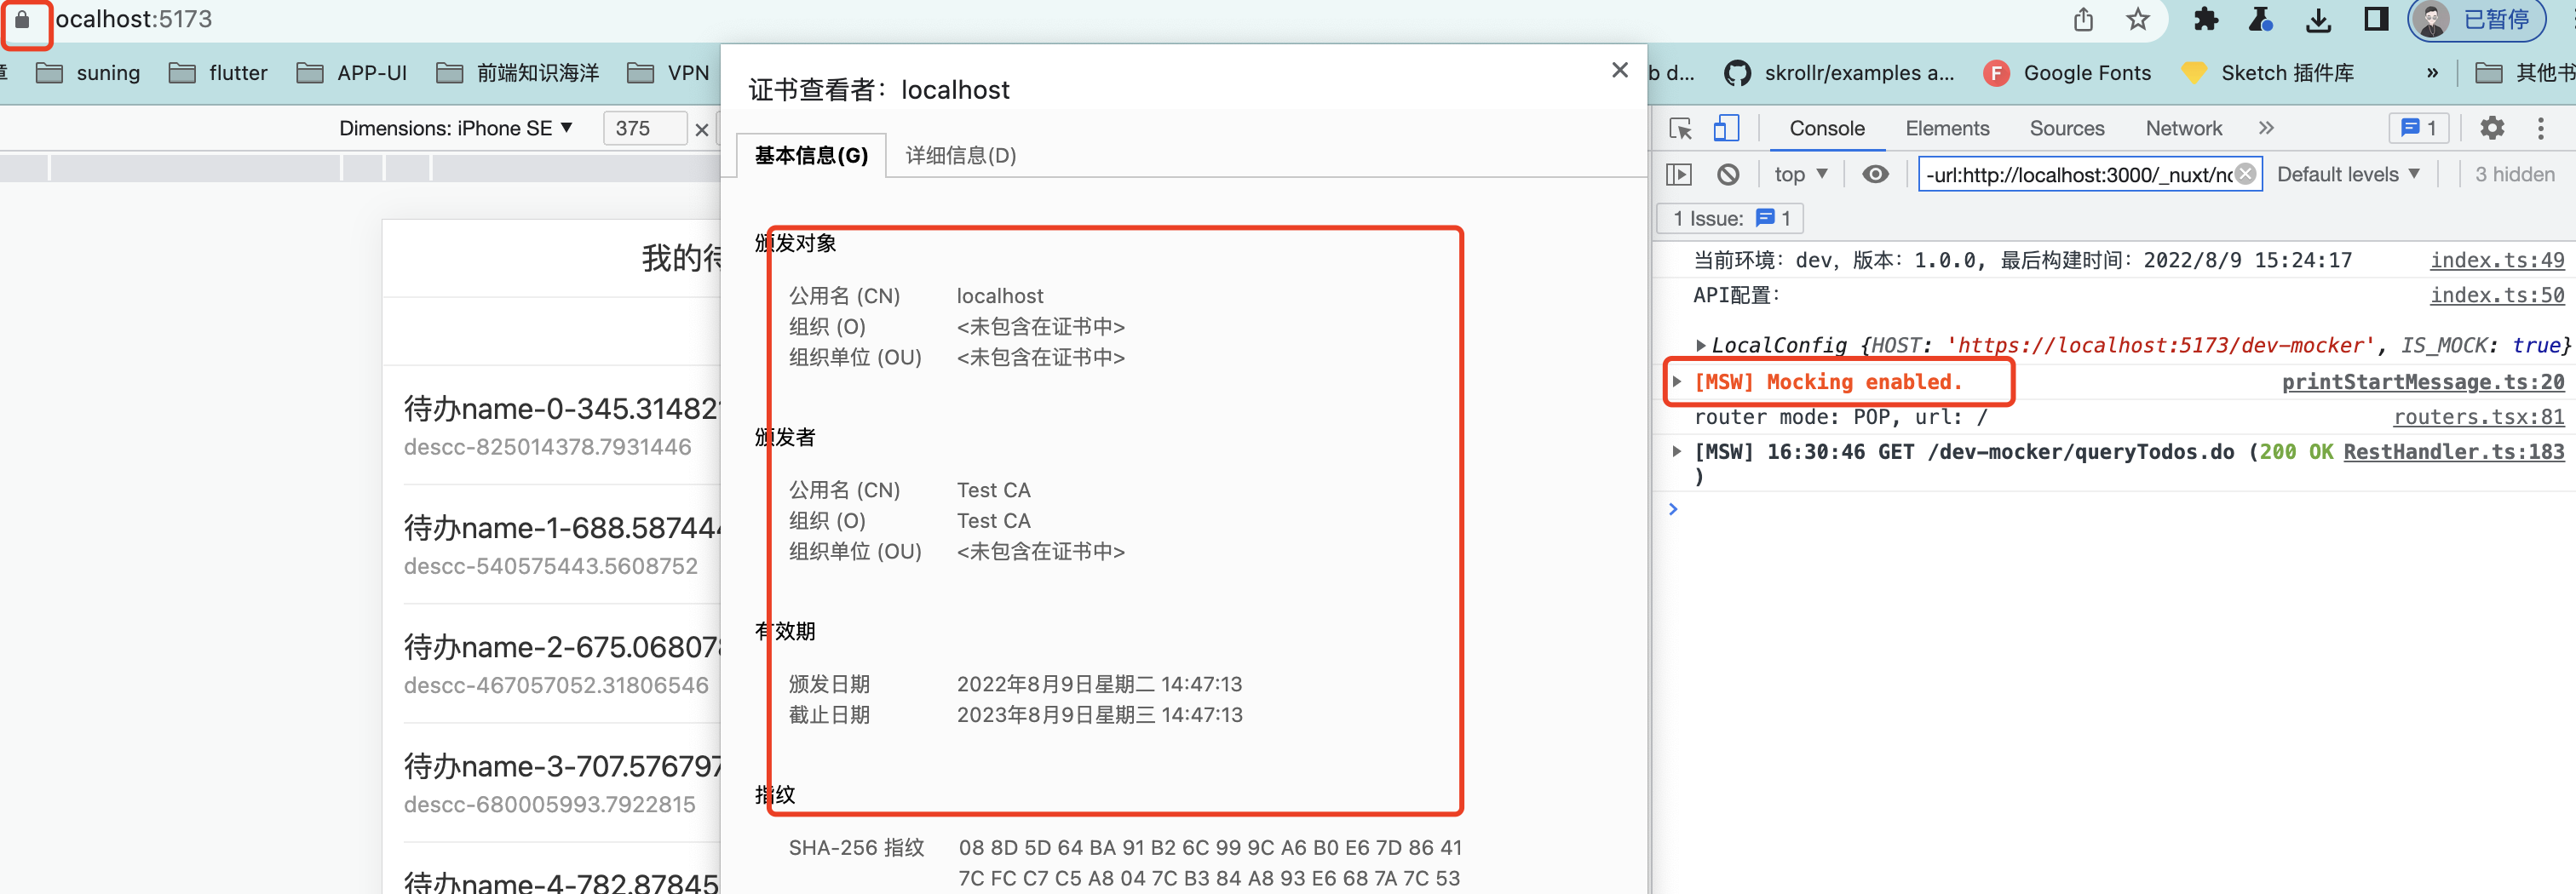 ocalhost:5173
已暂停
suning
flutter
APP-UI
前端知识海洋
VPN
b d...
skrollr/examples a...
Google Fonts
Sketch 插件库
»
其他书
Dimensions: iPhone SE ▼
375
×
我的待
待办name-0-345.31482
descc-825014378.7931446
待办name-1-688.587444
descc-540575443.5608752
待办name-2-675.068078
descc-467057052.31806546
待办name-3-707.576797
descc-680005993.7922815
待办name-4-782.87845
证书查看者：localhost
基本信息(G)
详细信息(D)
颁发对象
公用名 (CN) localhost
组织 (O) <未包含在证书中>
组织单位 (OU) <未包含在证书中>
颁发者
公用名 (CN) Test CA
组织 (O) Test CA
组织单位 (OU) <未包含在证书中>
有效期
颁发日期 2022年8月9日星期二 14:47:13
截止日期 2023年8月9日星期三 14:47:13
指纹
SHA-256 指纹 08 8D 5D 64 BA 91 B2 6C 99 9C A6 B0 E6 7D 86 41
7C FC C7 C5 A8 04 7C B3 84 A8 93 E6 68 7A 7C 53
Console
Elements
Sources
Network
»
1
top ▼
-url:http://localhost:3000/_nuxt/nc
Default levels ▼
3 hidden
1 Issue: 1
当前环境：dev，版本：1.0.0, 最后构建时间：2022/8/9 15:24:17 index.ts:49
API配置： index.ts:50
LocalConfig {HOST: 'https://localhost:5173/dev-mocker', IS_MOCK: true}
[MSW] Mocking enabled. printStartMessage.ts:20
router mode: POP, url: / routers.tsx:81
[MSW] 16:30:46 GET /dev-mocker/queryTodos.do (200 OK RestHandler.ts:183
)